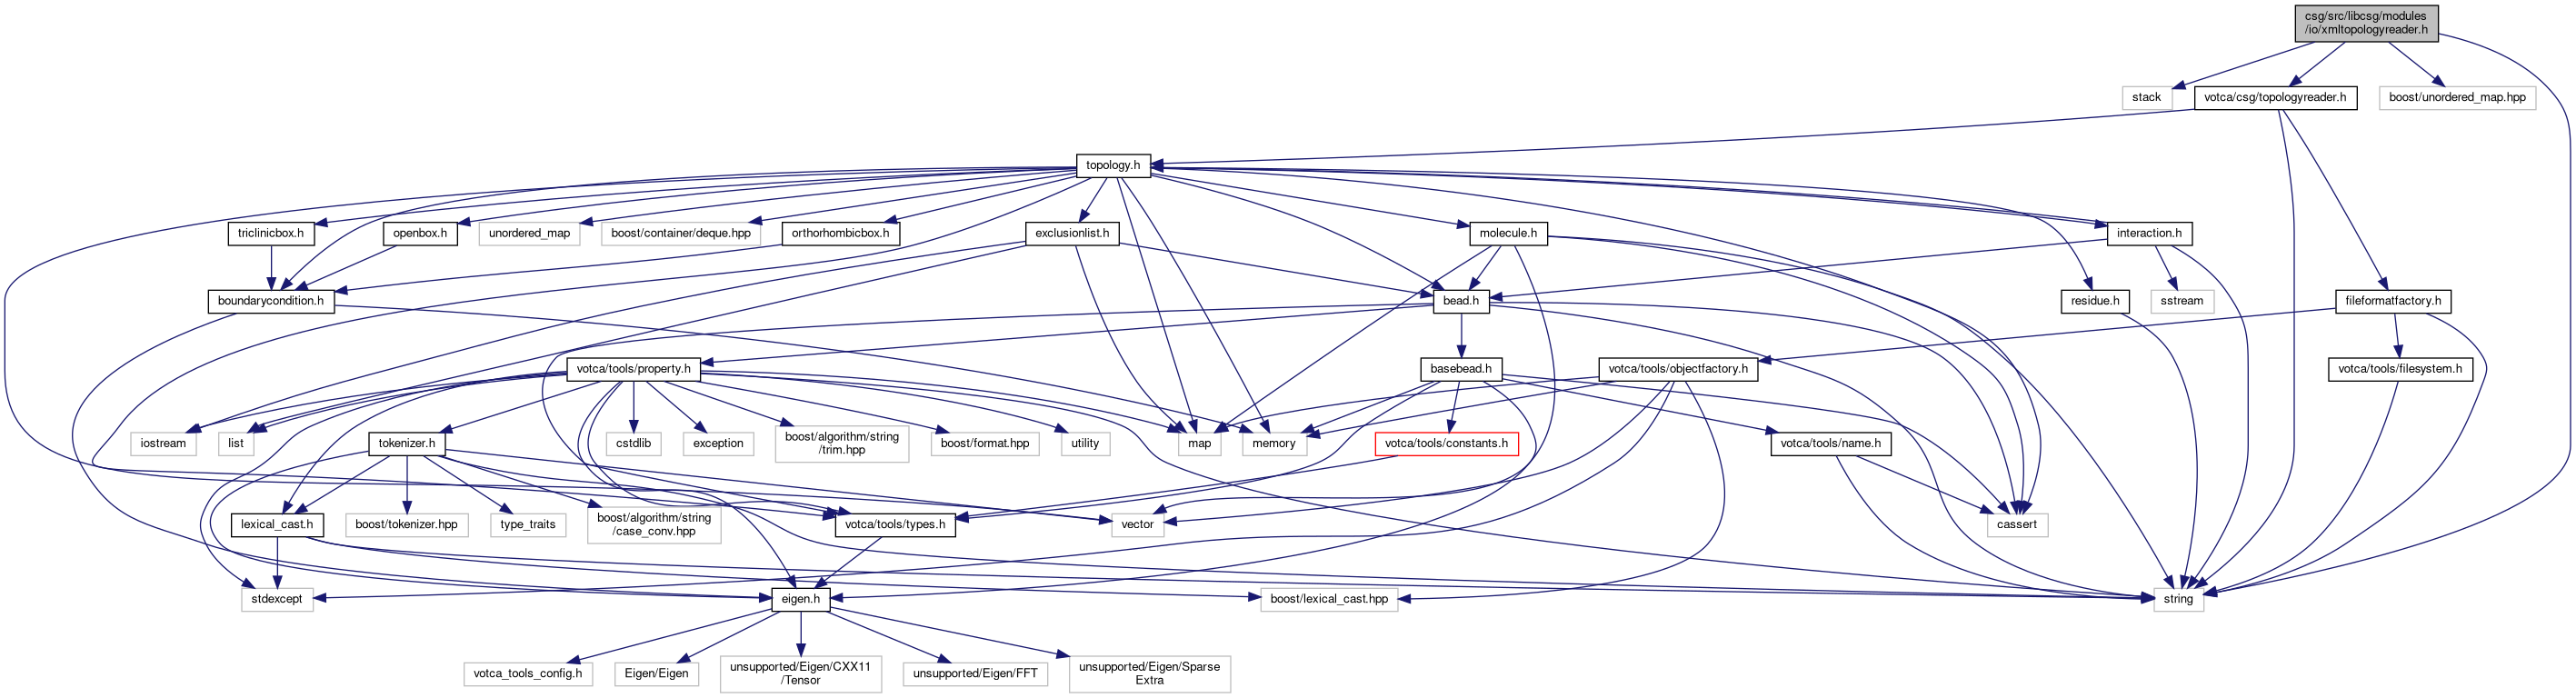 csg/src/libcsg/modules
/io/xmltopologyreader.h
stack
votca/csg/topologyreader.h
boost/unordered_map.hpp
topology.h
triclinicbox.h
openbox.h
unordered_map
boost/container/deque.hpp
orthorhombicbox.h
exclusionlist.h
molecule.h
interaction.h
boundarycondition.h
bead.h
residue.h
sstream
fileformatfactory.h
votca/tools/property.h
basebead.h
votca/tools/objectfactory.h
votca/tools/filesystem.h
iostream
list
tokenizer.h
cstdlib
exception
boost/algorithm/string
/trim.hpp
boost/format.hpp
utility
map
memory
votca/tools/constants.h
votca/tools/name.h
lexical_cast.h
boost/tokenizer.hpp
type_traits
boost/algorithm/string
/case_conv.hpp
votca/tools/types.h
vector
cassert
stdexcept
eigen.h
boost/lexical_cast.hpp
string
votca_tools_config.h
Eigen/Eigen
unsupported/Eigen/CXX11
/Tensor
unsupported/Eigen/FFT
unsupported/Eigen/Sparse
Extra